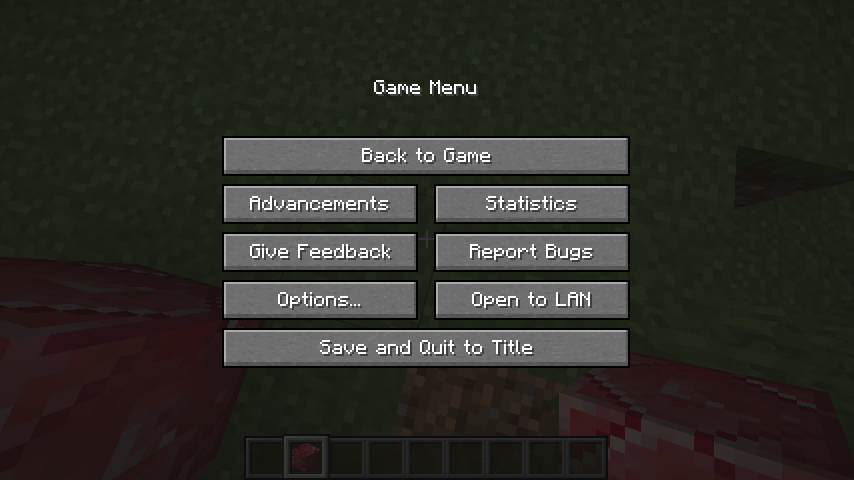 Game Menu
Back to Game
Advancements
Statistics
Give Feedback
Report Bugs
Options...
Open to LAN
Save and Quit to Title